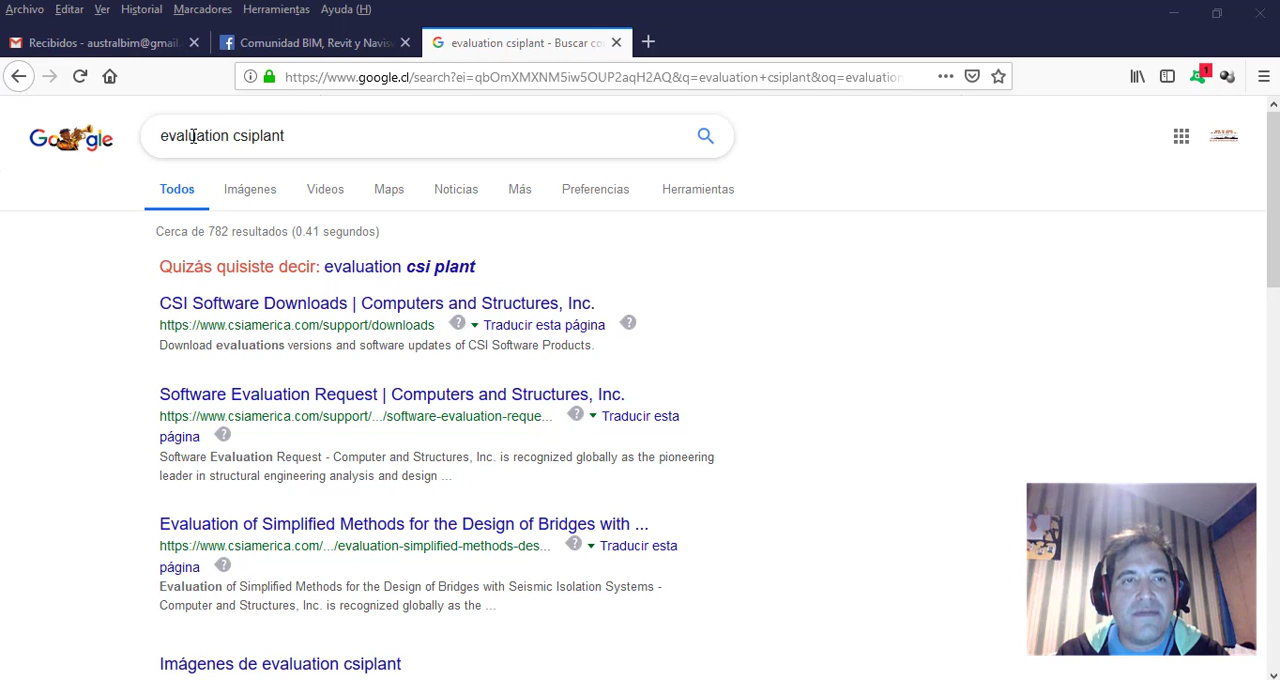 Archivo Editar Ver Historial Marcadores Herramientas Ayuda (H)
Recibidos - australbim@gmail. Comunidad BIM, Revit y Navisw evaluation csiplant - Buscar co
https://www.google.cl/search?ei=qbOmXMXNM5iw5OUP2aqH2AQ&q=evaluation+csiplant&oq=evaluation 1
Google evaluation csiplant
Todos Imágenes Videos Maps Noticias Más Preferencias Herramientas
Cerca de 782 resultados (0.41 segundos)
Quizás quisiste decir: evaluation csi plant
CSI Software Downloads | Computers and Structures, Inc.
https://www.csiamerica.com/support/downloads ? Traducir esta página ?
Download evaluations versions and software updates of CSI Software Products.
Software Evaluation Request | Computers and Structures, Inc.
https://www.csiamerica.com/support/.../software-evaluation-reque... ? Traducir esta
página ?
Software Evaluation Request - Computer and Structures, Inc. is recognized globally as the pioneering
leader in structural engineering analysis and design ...
Evaluation of Simplified Methods for the Design of Bridges with ...
https://www.csiamerica.com/.../evaluation-simplified-methods-des... ? Traducir esta
página ?
Evaluation of Simplified Methods for the Design of Bridges with Seismic Isolation Systems -
Computer and Structures, Inc. is recognized globally as the ...
Imágenes de evaluation csiplant